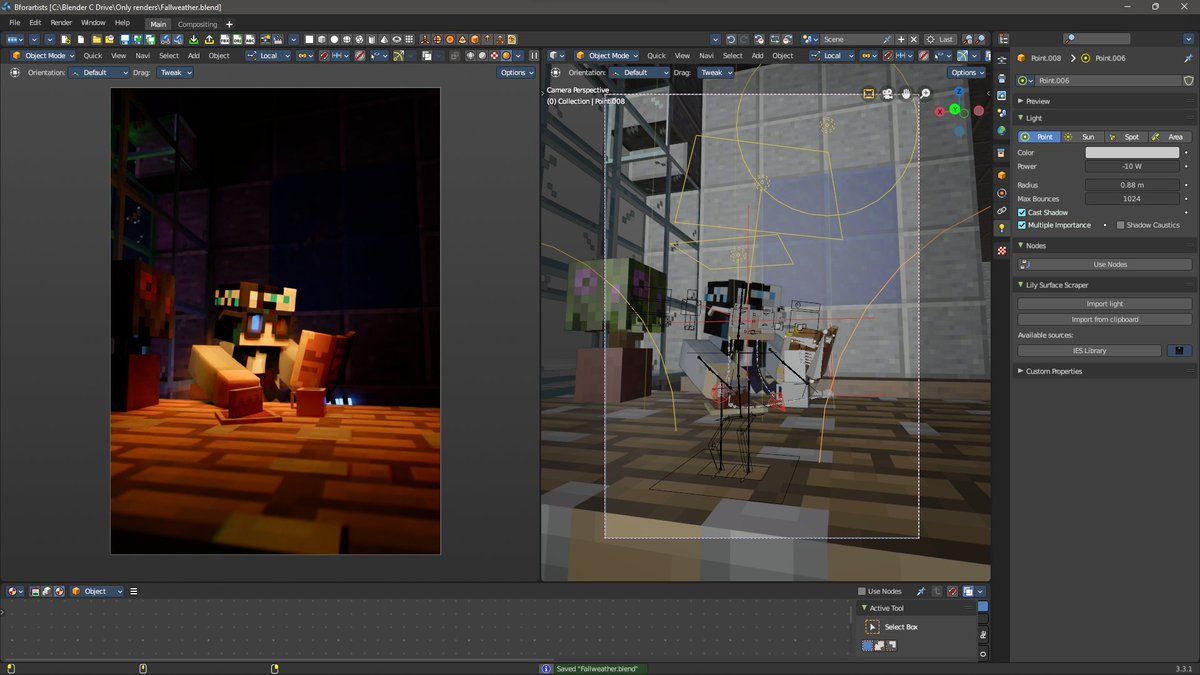 Bforartists [C:\Blender C Drive\Only renders\Fallweather.blend]
File Edit Render Window Help Main Compositing +
Scene Last
Object Mode Quick View Navi Select Add Object Local
Object Mode Quick View Navi Select Add Object Local
Orientation: Default Drag: Tweak Options
Orientation: Default Drag: Tweak Options
Camera Perspective
(0) Collection | Point.008
Point.008 Point.006
Point.006
Preview
Light
Point Sun Spot Area
Color
Power -10 W
Radius 0.88 m
Max Bounces 1024
Cast Shadow
Multiple Importance Shadow Caustics
Nodes
Use Nodes
Lily Surface Scraper
Import light
Import from clipboard
Available sources:
IES Library
Custom Properties
Object Use Nodes
Active Tool
Select Box
Saved "Fallweather.blend" 3.3.1